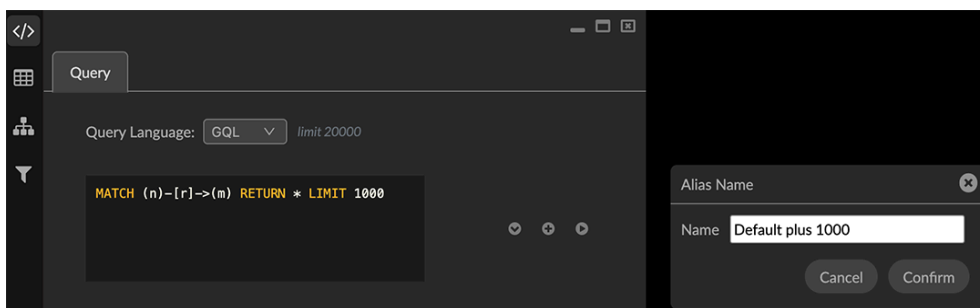 </>
Query
Query Language: GQL limit 20000
MATCH (n)-[r]->(m) RETURN * LIMIT 1000
Alias Name
Name Default plus 1000
Cancel Confirm